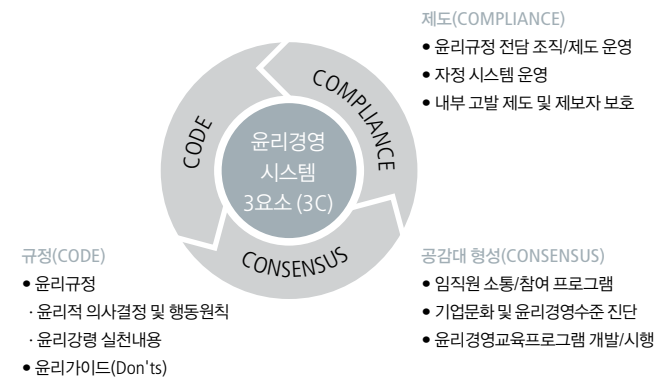 제도(COMPLIANCE)
● 윤리규정 전담 조직/제도 운영
● 자정 시스템 운영
● 내부 고발 제도 및 제보자 보호
CODE
COMPLIANCE
윤리경영
시스템
3요소 (3C)
CONSENSUS
규정(CODE)
● 윤리규정
· 윤리적 의사결정 및 행동원칙
· 윤리강령 실천내용
● 윤리가이드(Don'ts)
공감대 형성(CONSENSUS)
● 임직원 소통/참여 프로그램
● 기업문화 및 윤리경영수준 진단
● 윤리경영교육프로그램 개발/시행